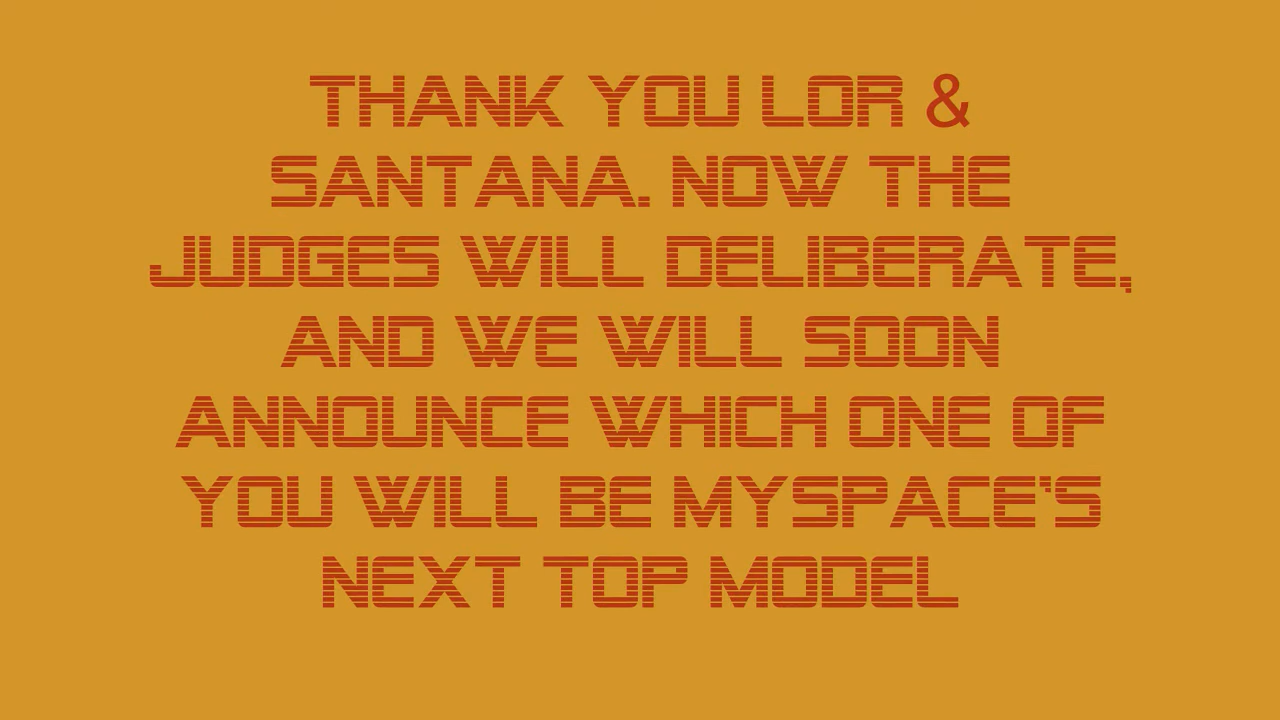 THANK YOU LOR &
SANTANA. NOW THE
JUDGES WILL DELIBERATE,
AND WE WILL SOON
ANNOUNCE WHICH ONE OF
YOU WILL BE MYSPACE'S
NEXT TOP MODEL